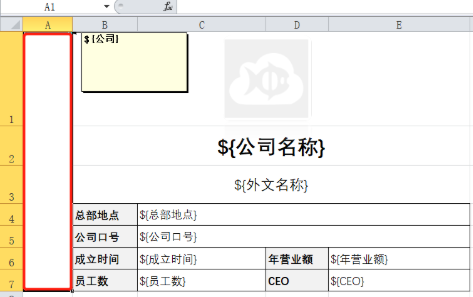 A1 fx
A B C D E
$[公司]
1
2 ${公司名称}
3 ${外文名称}
4 总部地点 ${总部地点}
5 公司口号 ${公司口号}
6 成立时间 ${成立时间} 年营业额 ${年营业额}
7 员工数 ${员工数} CEO ${CEO}